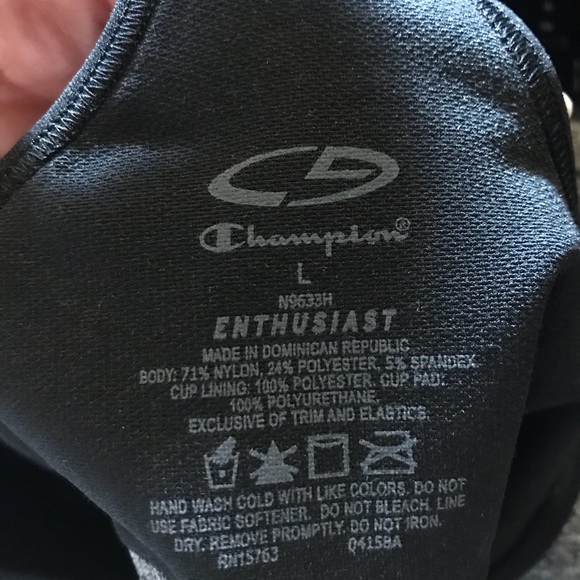 Champion®
L
N9633H
ENTHUSIAST
MADE IN DOMINICAN REPUBLIC
BODY: 71% NYLON, 24% POLYESTER, 5% SPANDEX
CUP LINING: 100% POLYESTER. CUP PAD:
100% POLYURETHANE.
EXCLUSIVE OF TRIM AND ELASTICS
HAND WASH COLD WITH LIKE COLORS. DO NOT
USE FABRIC SOFTENER. DO NOT BLEACH. LINE
DRY. REMOVE PROMPTLY. DO NOT IRON.
RN15763 Q415BA